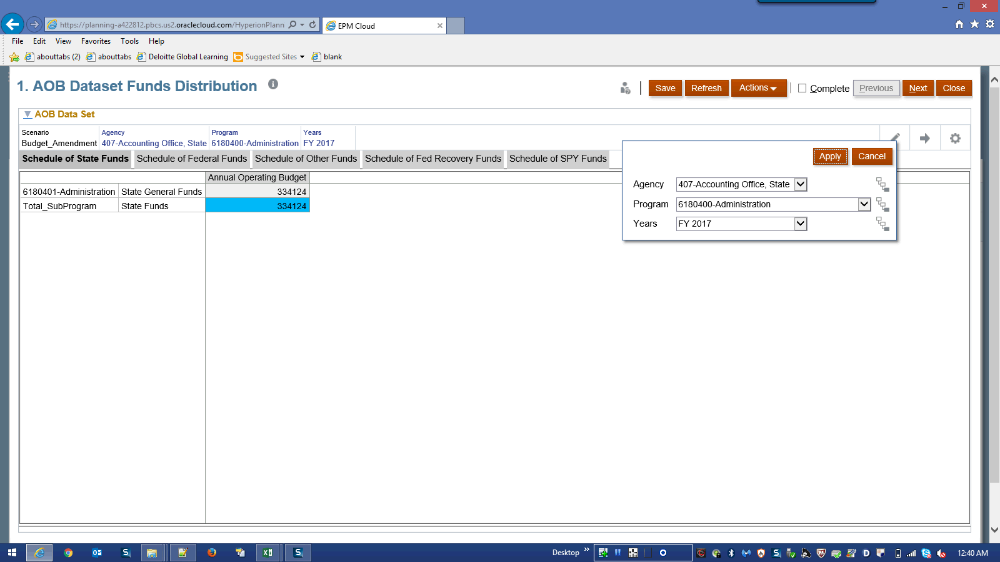 https://planning-a422812.pbcs.us2.oraclecloud.com/HyperionPlann
EPM Cloud
File Edit View Favorites Tools Help
abouttabs (2) abouttabs Deloitte Global Learning Suggested Sites blank
1. AOB Dataset Funds Distribution
Save Refresh Actions Complete Previous Next Close
AOB Data Set
Scenario Agency Program Years
Budget_Amendment 407-Accounting Office, State 6180400-Administration FY 2017
Schedule of State Funds Schedule of Federal Funds Schedule of Other Funds Schedule of Fed Recovery Funds Schedule of SPY Funds
Annual Operating Budget
6180401-Administration State General Funds 334124
Total_SubProgram State Funds 334124
Apply Cancel
Agency 407-Accounting Office, State
Program 6180400-Administration
Years FY 2017
Desktop
12:40 AM